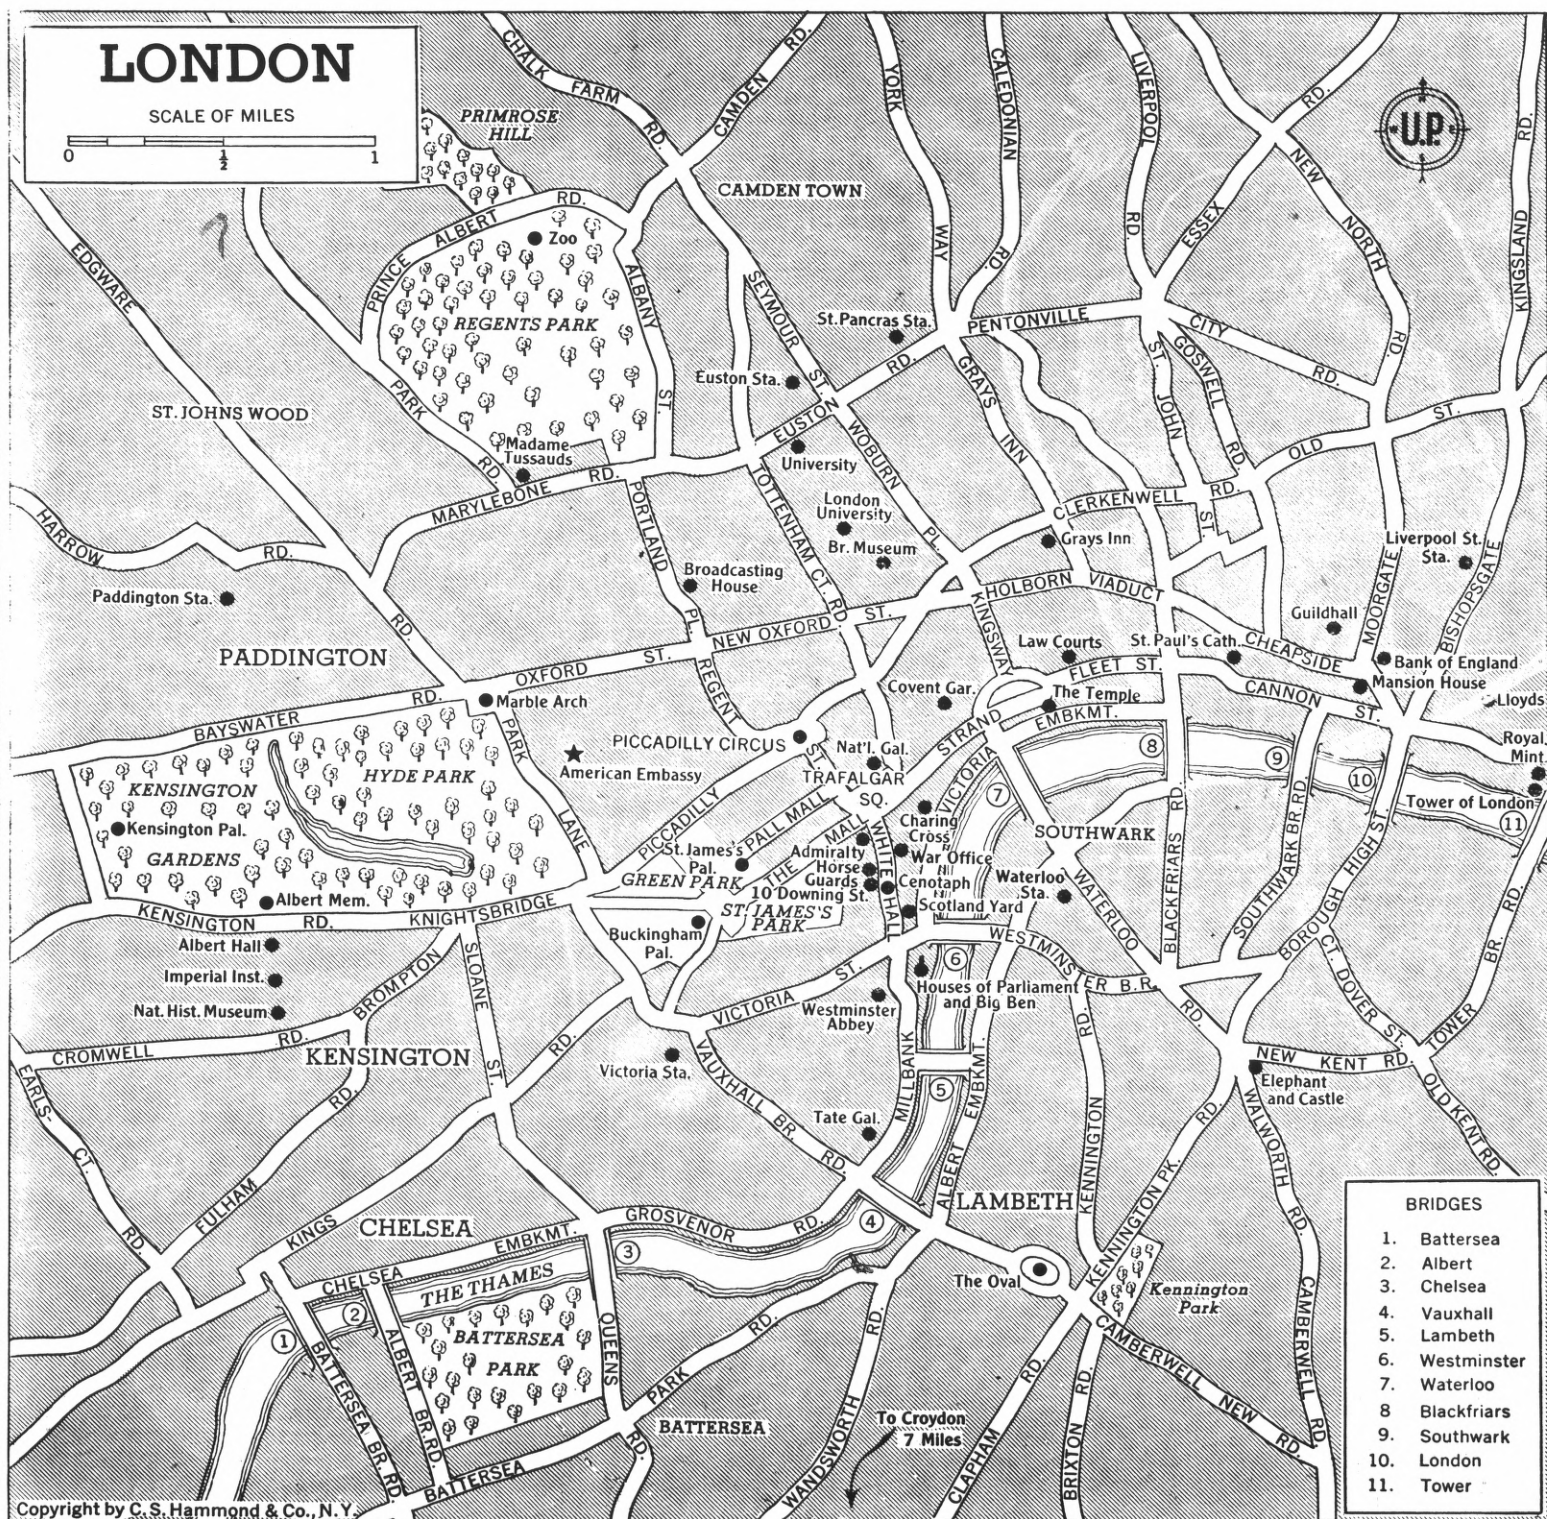 LONDON
SCALE OF MILES
0 ½ 1
CHALK FARM RD.
CAMDEN RD.
YORK WAY
CALEDONIAN RD.
LIVERPOOL RD.
ESSEX RD.
NEW NORTH RD.
KINGSLAND RD.
N
W U.P. E
S
PRIMROSE
HILL
CAMDEN TOWN
PRINCE ALBERT RD.
Zoo
ALBANY ST.
REGENTS PARK
EDGWARE RD.
SEYMOUR ST.
St. Pancras Sta.
PENTONVILLE
CITY RD.
GOSWELL RD.
ST. JOHN ST.
GRAYS INN
Euston Sta.
EUSTON RD.
PARK RD.
ST. JOHNS WOOD
Madame
Tussauds
University
WOBURN PL.
OLD ST.
MARYLEBONE RD.
PORTLAND PL.
TOTTENHAM CT. RD.
London
University
Br. Museum
CLERKENWELL RD.
Grays Inn
HARROW RD.
Liverpool St.
Sta.
Paddington Sta.
Broadcasting
House
HOLBORN VIADUCT
KINGSWAY
Guildhall
MOORGATE
BISHOPSGATE
PADDINGTON
OXFORD ST.
NEW OXFORD ST.
REGENT ST.
Law Courts
St. Paul's Cath.
CHEAPSIDE
FLEET ST.
Bank of England
Mansion House
CANNON ST.
Lloyds
BAYSWATER RD.
Marble Arch
Covent Gar.
The Temple
PARK LANE
PICCADILLY CIRCUS
STRAND
VICTORIA EMBKMT.
8
9
10
Royal
Mint
American Embassy
Nat'l. Gal.
TRAFALGAR
SQ.
HYDE PARK
KENSINGTON
GARDENS
Kensington Pal.
PICCADILLY
PALL MALL
THE MALL
7
Tower of London
11
Charing
Cross
SOUTHWARK
BLACKFRIARS RD.
SOUTHWARK BR. RD.
BOROUGH HIGH ST.
St. James's
Pal.
Admiralty
Horse
Guards
10 Downing St.
WHITE HALL
War Office
Cenotaph
Scotland Yard
Waterloo
Sta.
WATERLOO RD.
GREEN PARK
ST. JAMES'S
PARK
Albert Mem.
KENSINGTON RD.
KNIGHTSBRIDGE
Buckingham
Pal.
Albert Hall
Imperial Inst.
Nat. Hist. Museum
BROMPTON
SLOANE ST.
VICTORIA ST.
WESTMINSTER B.R. RD.
6
Houses of Parliament
and Big Ben
Westminster
Abbey
CT. DOVER ST.
TOWER BR. RD.
CROMWELL RD.
KENSINGTON
Victoria Sta.
VAUXHALL BR. RD.
MILLBANK
NEW KENT RD.
Elephant
and Castle
OLD KENT RD.
EARLS-CT. RD.
FULHAM RD.
Tate Gal.
5
ALBERT EMBKMT.
KENNINGTON
KENNINGTON PK. RD.
WALWORTH RD.
KINGS RD.
CHELSEA
LAMBETH
CHELSEA EMBKMT.
GROSVENOR RD.
4
3
THE THAMES
2
1
The Oval
Kennington
Park
BATTERSEA
PARK
BATTERSEA BR. RD.
ALBERT BR. RD.
QUEENS RD.
BATTERSEA PARK RD.
BATTERSEA
WANDSWORTH RD.
To Croydon
7 Miles
CLAPHAM RD.
BRIXTON RD.
CAMBERWELL NEW RD.
CAMBERWELL RD.
BRIDGES
1. Battersea
2. Albert
3. Chelsea
4. Vauxhall
5. Lambeth
6. Westminster
7. Waterloo
8 Blackfriars
9. Southwark
10. London
11. Tower
Copyright by C. S. Hammond & Co., N. Y.